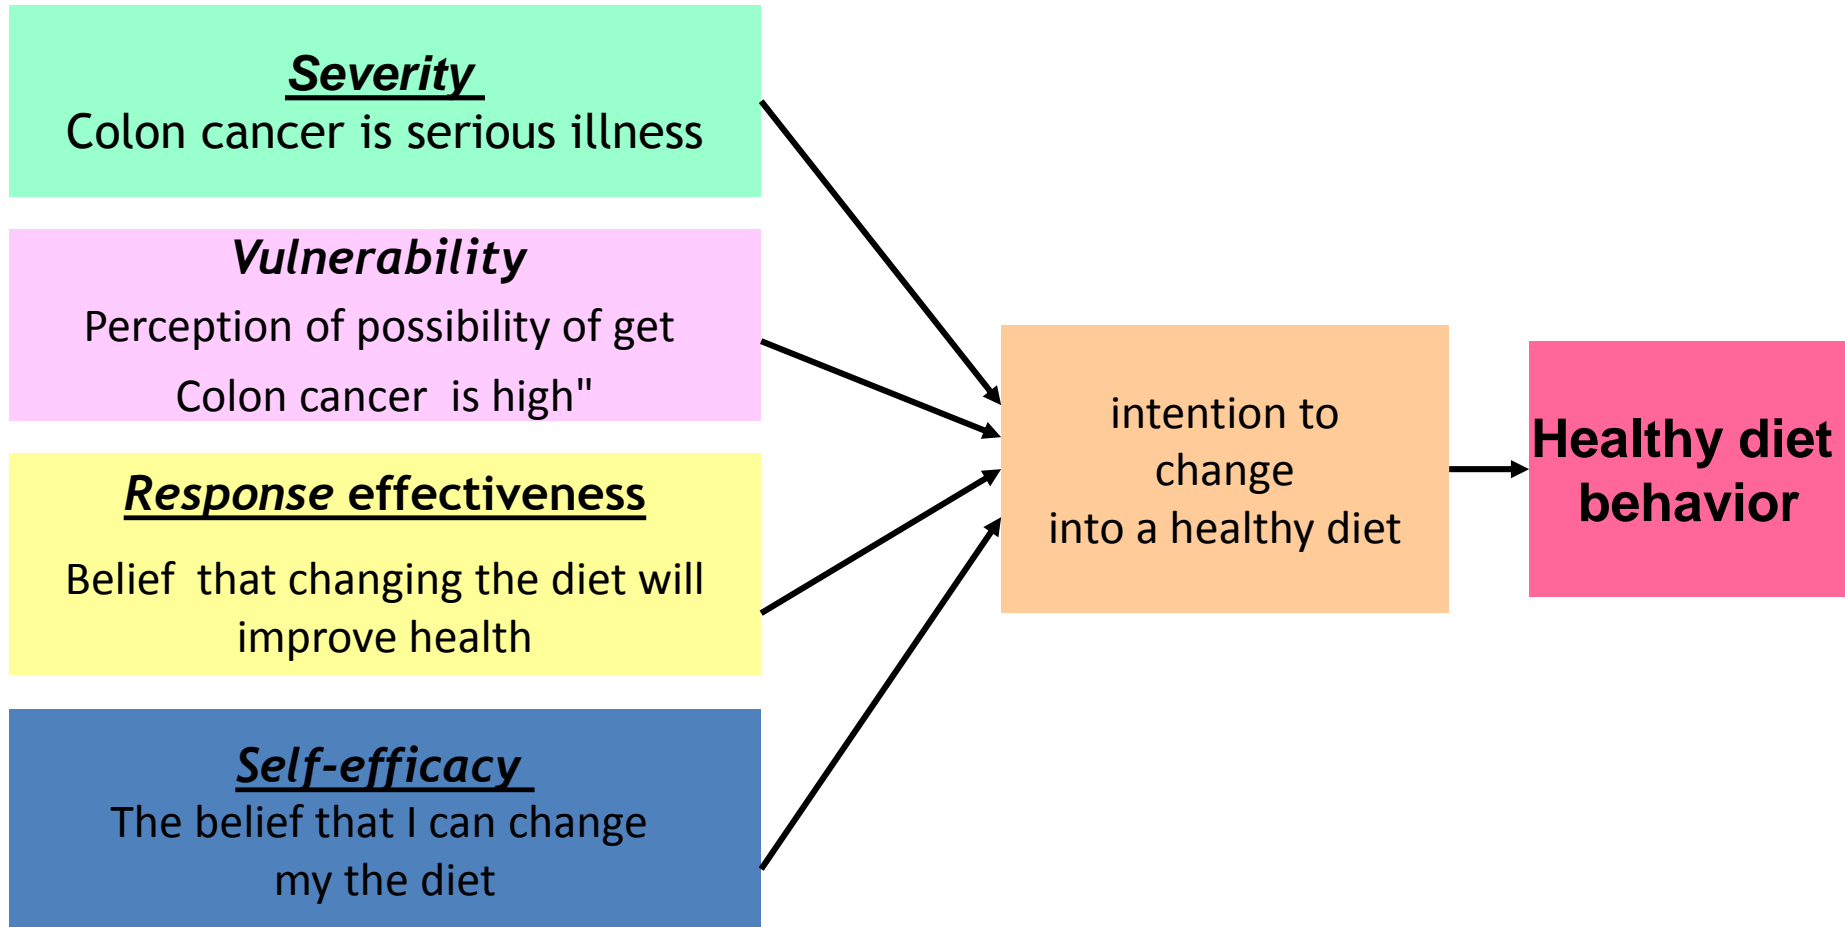 Severity
Colon cancer is serious illness
Vulnerability
Perception of possibility of get
Colon cancer  is high"
Response effectiveness
Belief  that changing the diet will
improve health
Self-efficacy
The belief that I can change
my the diet
intention to
change
into a healthy diet
Healthy diet
behavior